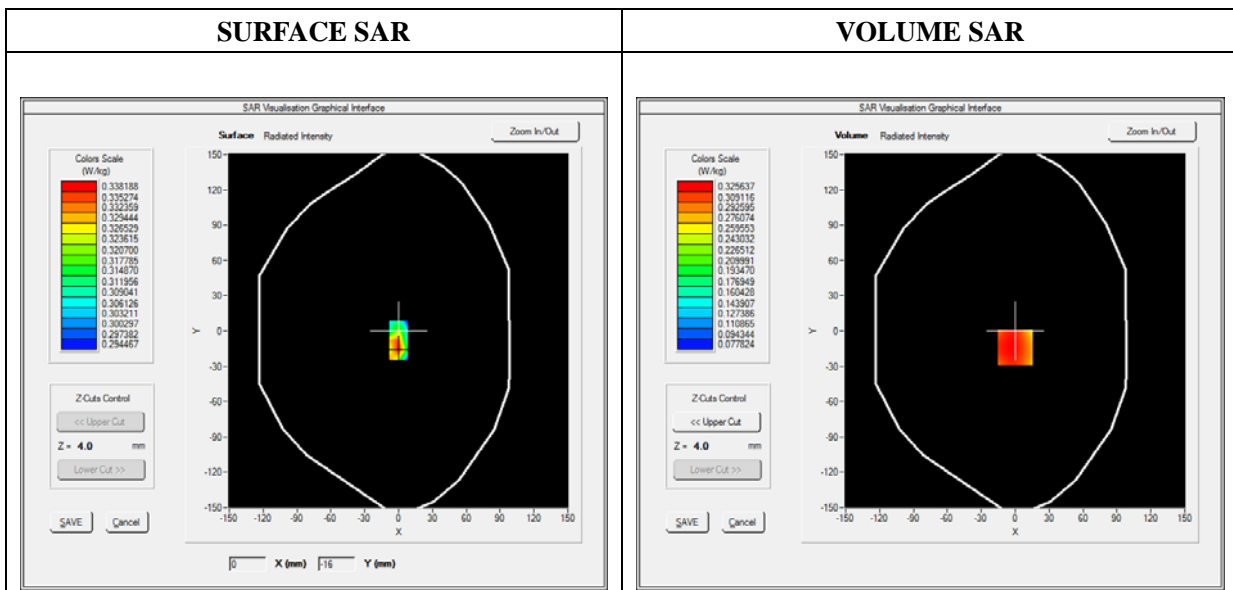 SURFACE SAR
VOLUME SAR
SAR Visualisation Graphical Interface
Surface Radiated Intensity
Zoom In/Out
Colors Scale
(W/kg)
0.338188
0.335274
0.332359
0.329444
0.326529
0.323615
0.320700
0.317785
0.314870
0.311956
0.309041
0.306126
0.303211
0.300297
0.297382
0.294467
Z-Cuts Control
<< Upper Cut
Z = 4.0 mm
Lower Cut >>
SAVE Cancel
Y
150
120
90
60
30
0
-30
-60
-90
-120
-150
-150 -120 -90 -60 -30 0 30 60 90 120 150
X
0 X (mm) -16 Y (mm)
SAR Visualisation Graphical Interface
Volume Radiated Intensity
Zoom In/Out
Colors Scale
(W/kg)
0.325637
0.309116
0.292595
0.276074
0.259553
0.243032
0.226512
0.209991
0.193470
0.176949
0.160428
0.143907
0.127386
0.110865
0.094344
0.077824
Z-Cuts Control
<< Upper Cut
Z = 4.0 mm
Lower Cut >>
SAVE Cancel
Y
150
120
90
60
30
0
-30
-60
-90
-120
-150
-150 -120 -90 -60 -30 0 30 60 90 120 150
X